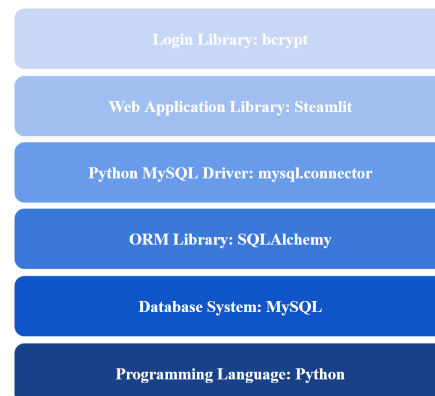 Login Library: bcrypt
Web Application Library: Steamlit
Python MySQL Driver: mysql.connector
ORM Library: SQLAlchemy
Database System: MySQL
Programming Language: Python